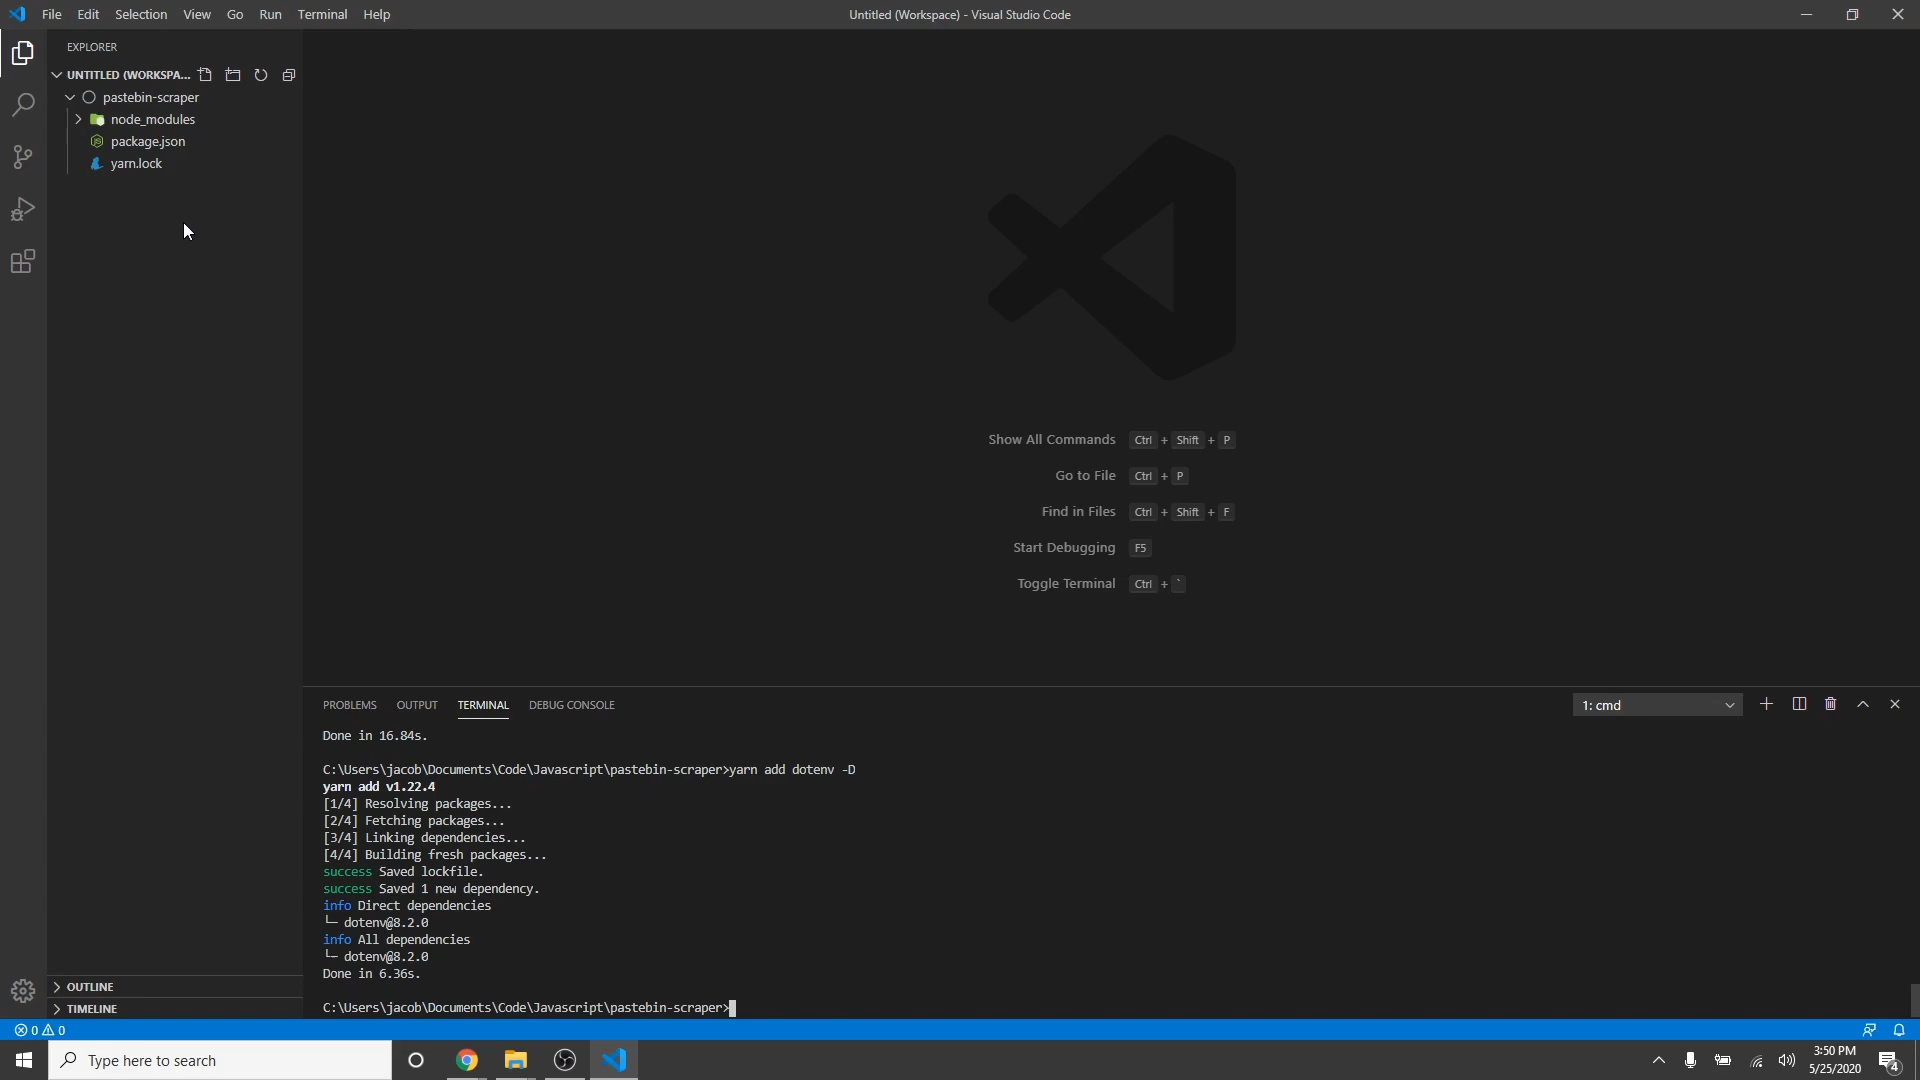 File Edit Selection View Go Run Terminal Help
Untitled (Workspace) - Visual Studio Code
EXPLORER
UNTITLED (WORKSPA...
pastebin-scraper
node_modules
package.json
yarn.lock
Show All Commands Ctrl + Shift + P
Go to File Ctrl + P
Find in Files Ctrl + Shift + F
Start Debugging F5
Toggle Terminal Ctrl + `
PROBLEMS OUTPUT TERMINAL DEBUG CONSOLE
1: cmd
Done in 16.84s.
C:\Users\jacob\Documents\Code\Javascript\pastebin-scraper>yarn add dotenv -D
yarn add v1.22.4
[1/4] Resolving packages...
[2/4] Fetching packages...
[3/4] Linking dependencies...
[4/4] Building fresh packages...
success Saved lockfile.
success Saved 1 new dependency.
info Direct dependencies
└─ dotenv@8.2.0
info All dependencies
└─ dotenv@8.2.0
Done in 6.36s.
C:\Users\jacob\Documents\Code\Javascript\pastebin-scraper>
OUTLINE
TIMELINE
0 0
Type here to search
3:50 PM
5/25/2020
4